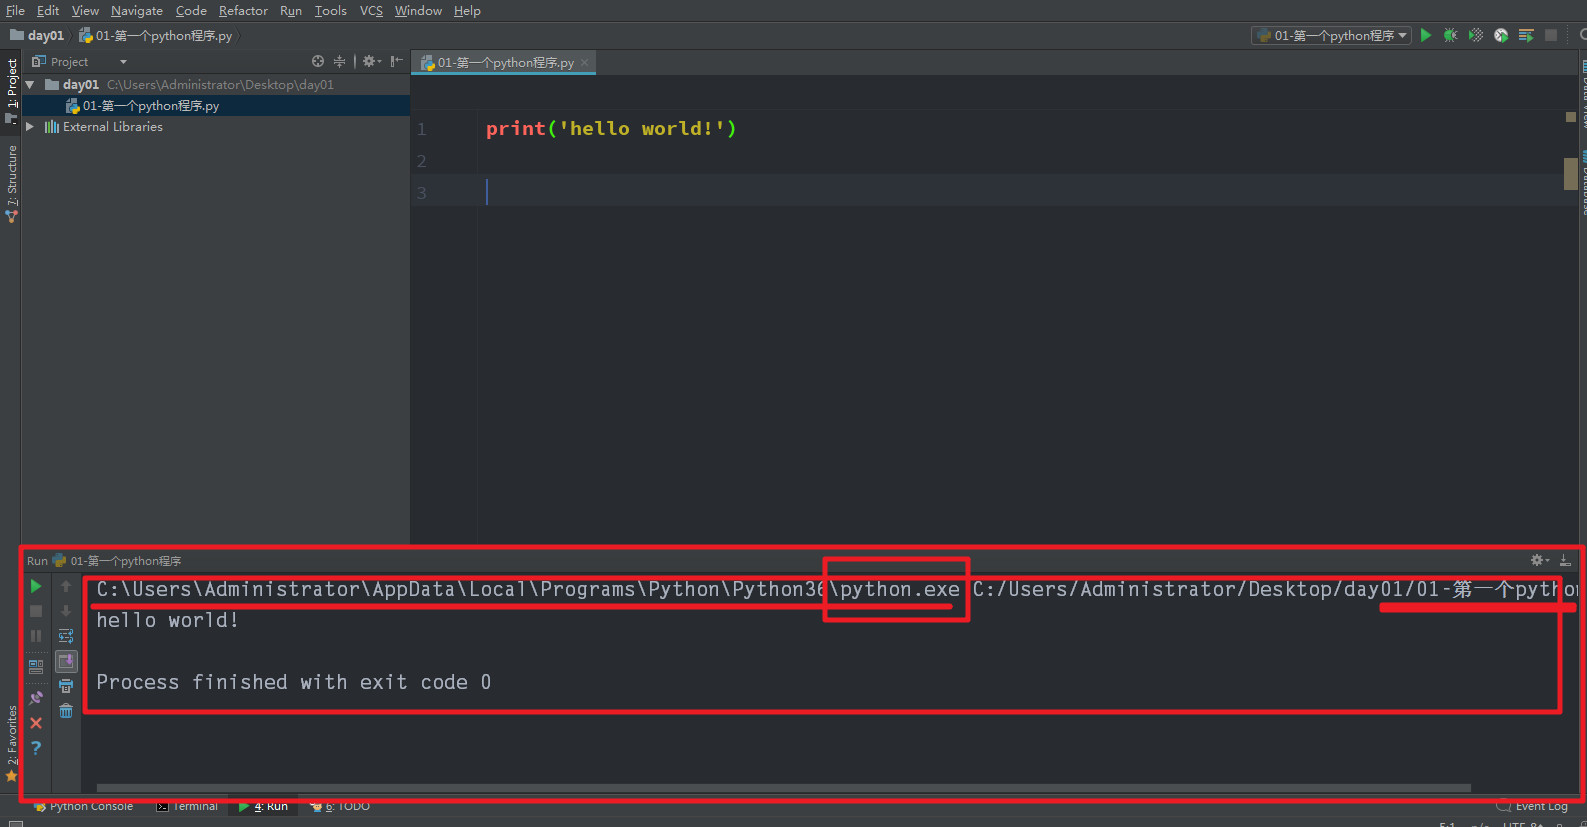 File Edit View Navigate Code Refactor Run Tools VCS Window Help
day01 01-第一个python程序.py
01-第一个python程序
Project
01-第一个python程序.py
1: Project
day01 C:\Users\Administrator\Desktop\day01
01-第一个python程序.py
External Libraries
7: Structure
1 print('hello world!')
2
3
Run 01-第一个python程序
C:\Users\Administrator\AppData\Local\Programs\Python\Python36\python.exe C:/Users/Administrator/Desktop/day01/01-第一个python
hello world!
Process finished with exit code 0
2: Favorites
Python Console Terminal 4: Run 6: TODO Event Log